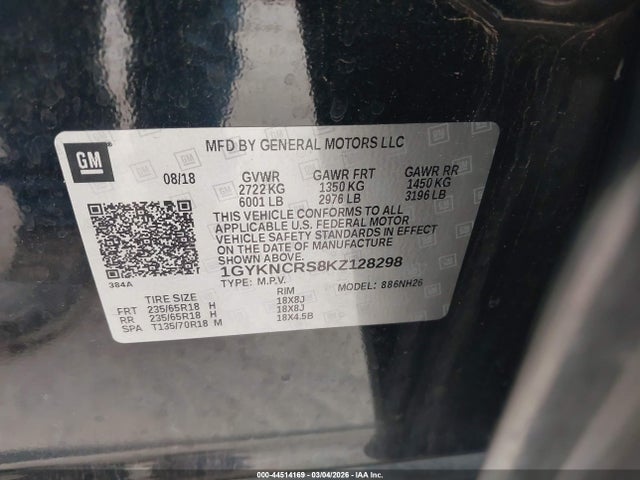 GM
MFD BY GENERAL MOTORS LLC
08/18 GVWR GAWR FRT GAWR RR
2722 KG 1350 KG 1450 KG
6001 LB 2976 LB 3196 LB
THIS VEHICLE CONFORMS TO ALL
APPLICABLE U.S. FEDERAL MOTOR
VEHICLE SAFETY STANDARDS IN EFFECT
ON THE DATE OF MANUFACTURE
SHOWN ABOVE.
1GYKNCRS8KZ128298
TYPE: M.P.V. MODEL: 886NH26
384A
TIRE SIZE RIM
FRT 235/65R18 H 18X8J
RR 235/65R18 H 18X8J
SPA T135/70R18 M 18X4.5B
000-44514169 - 03/04/2026 - IAAI, Inc.